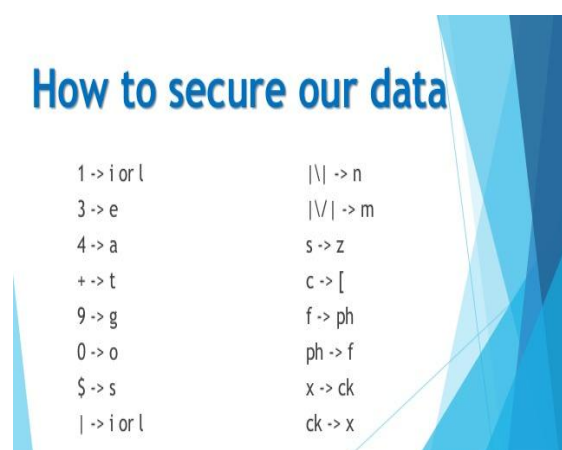 How to secure our data
1 -> i or l
3 -> e
4 -> a
+ -> t
9 -> g
0 -> o
$ -> s
| -> i or l
|\| -> n
|\/| -> m
s -> z
c -> [
f -> ph
ph -> f
x -> ck
ck -> x